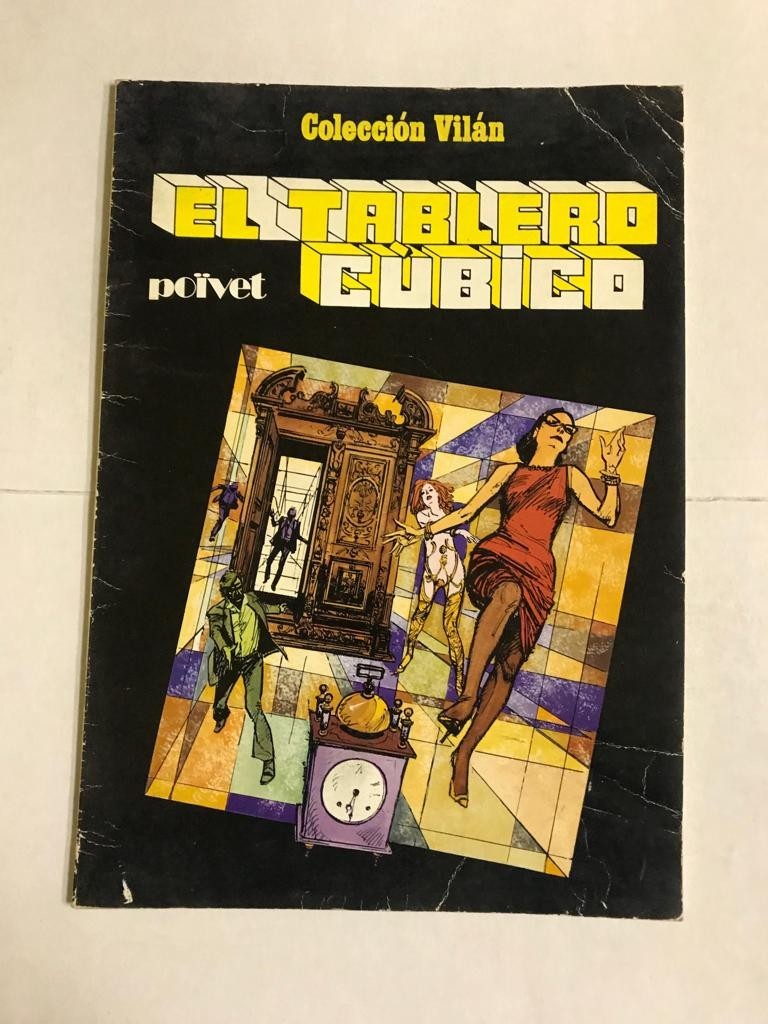 Colección Vilán
EL TABLERO
CÚBiCO
poïvet